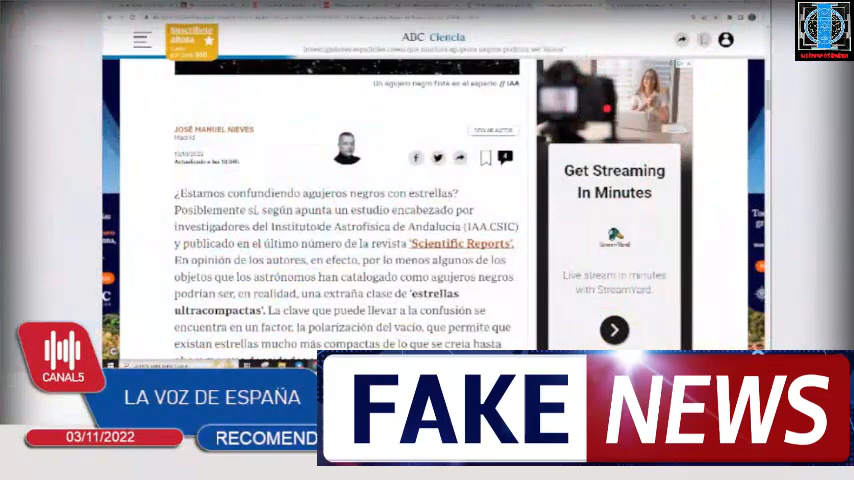 Suscríbete
ahora
ABC Ciencia
Un agujero negro flota en el espacio // IAA
JOSÉ MANUEL NIEVES
Madrid
SEGUIR AUTOR
¿Estamos confundiendo agujeros negros con estrellas?
Posiblemente sí, según apunta un estudio encabezado por
investigadores del Instituto de Astrofísica de Andalucía (IAA.CSIC)
y publicado en el último número de la revista 'Scientific Reports'.
En opinión de los autores, en efecto, por lo menos algunos de los
objetos que los astrónomos han catalogado como agujeros negros
podrían ser, en realidad, una extraña clase de 'estrellas
ultracompactas'. La clave que puede llevar a la confusión se
encuentra en un factor, la polarización del vacío, que permite que
existan estrellas mucho más compactas de lo que se creía hasta
Get Streaming
In Minutes
StreamYard
Live stream in minutes
with StreamYard.
CANAL5
LA VOZ DE ESPAÑA
03/11/2022
RECOMEND
FAKE NEWS